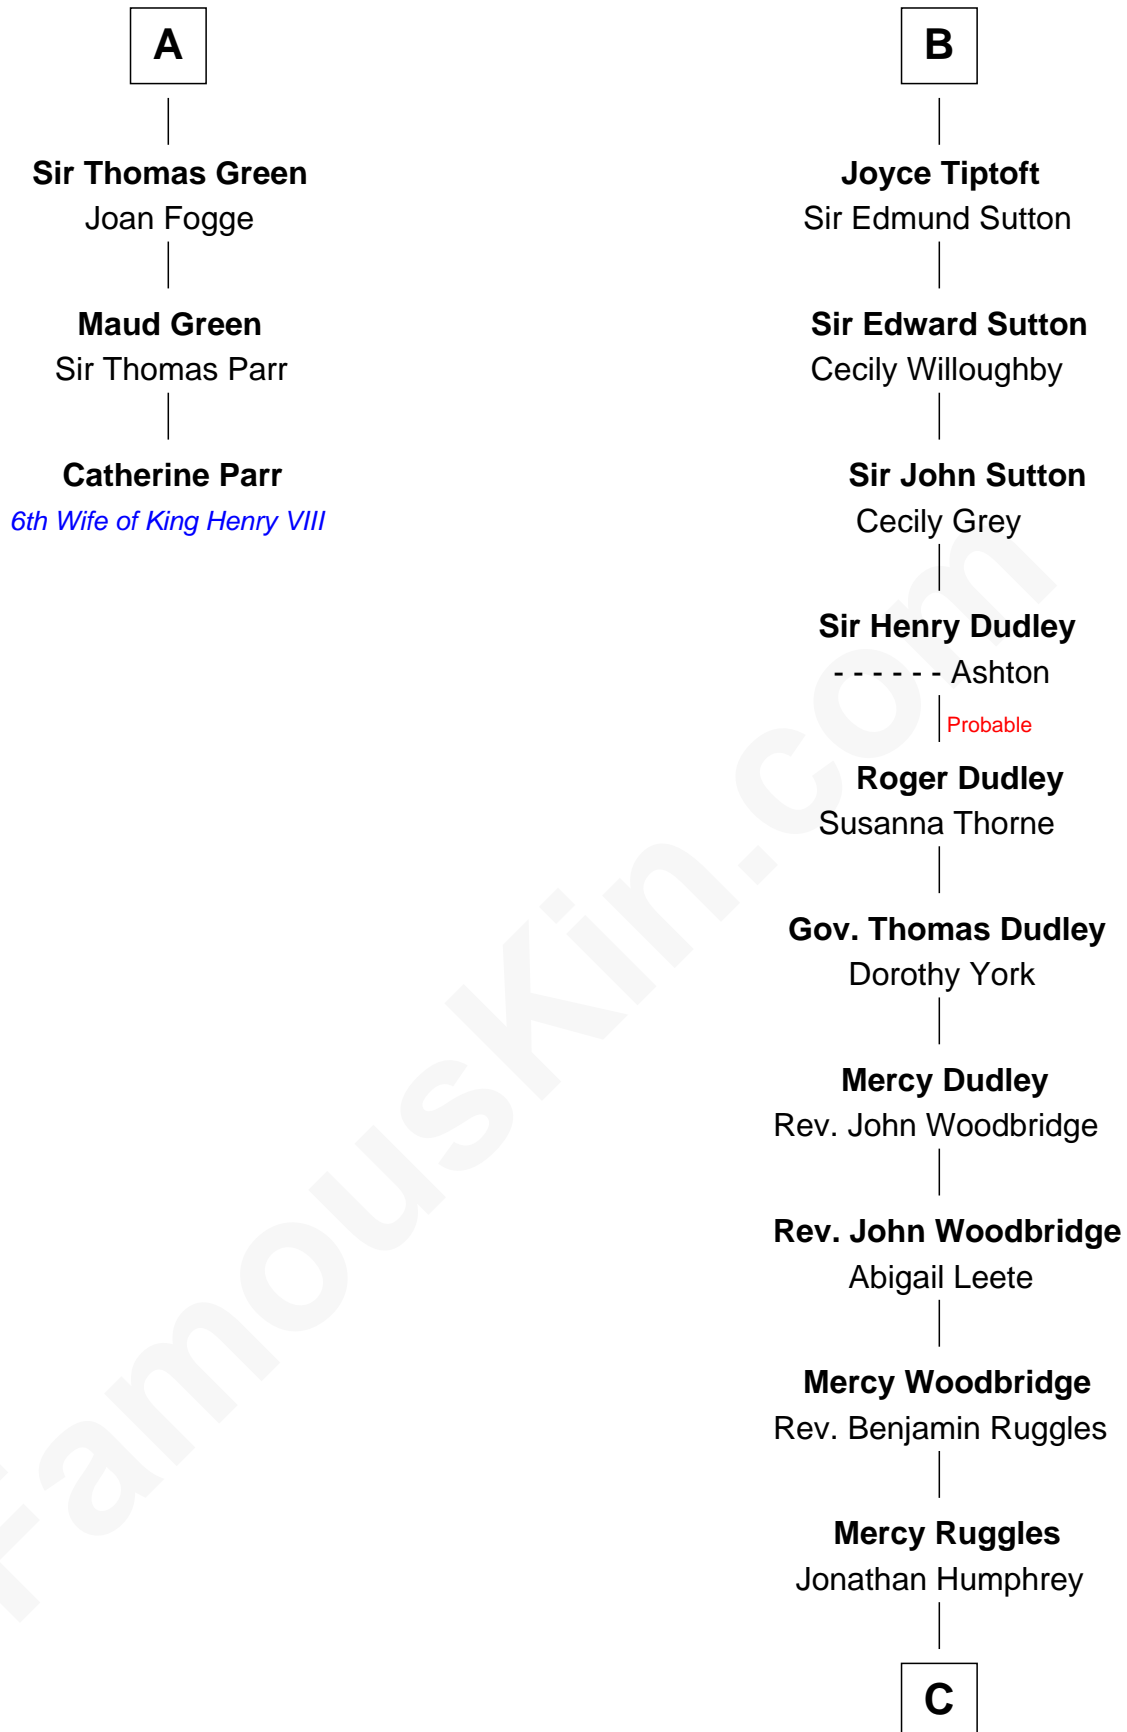 A
Sir Thomas Green
Joan Fogge
Maud Green
Sir Thomas Parr
Catherine Parr
6th Wife of King Henry VIII
B
Joyce Tiptoft
Sir Edmund Sutton
Sir Edward Sutton
Cecily Willoughby
Sir John Sutton
Cecily Grey
Sir Henry Dudley
- - - - - - Ashton
Probable
Roger Dudley
Susanna Thorne
Gov. Thomas Dudley
Dorothy York
Mercy Dudley
Rev. John Woodbridge
Rev. John Woodbridge
Abigail Leete
Mercy Woodbridge
Rev. Benjamin Ruggles
Mercy Ruggles
Jonathan Humphrey
C
FamousKin.com